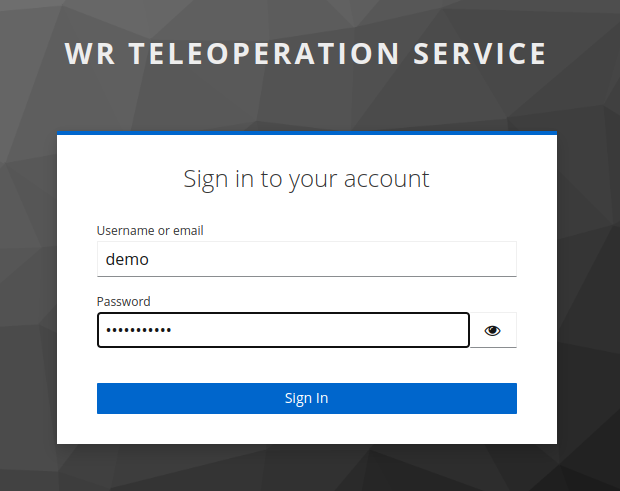 WR TELEOPERATION SERVICE
Sign in to your account
Username or email
demo
Password
•••••••••••
Sign In